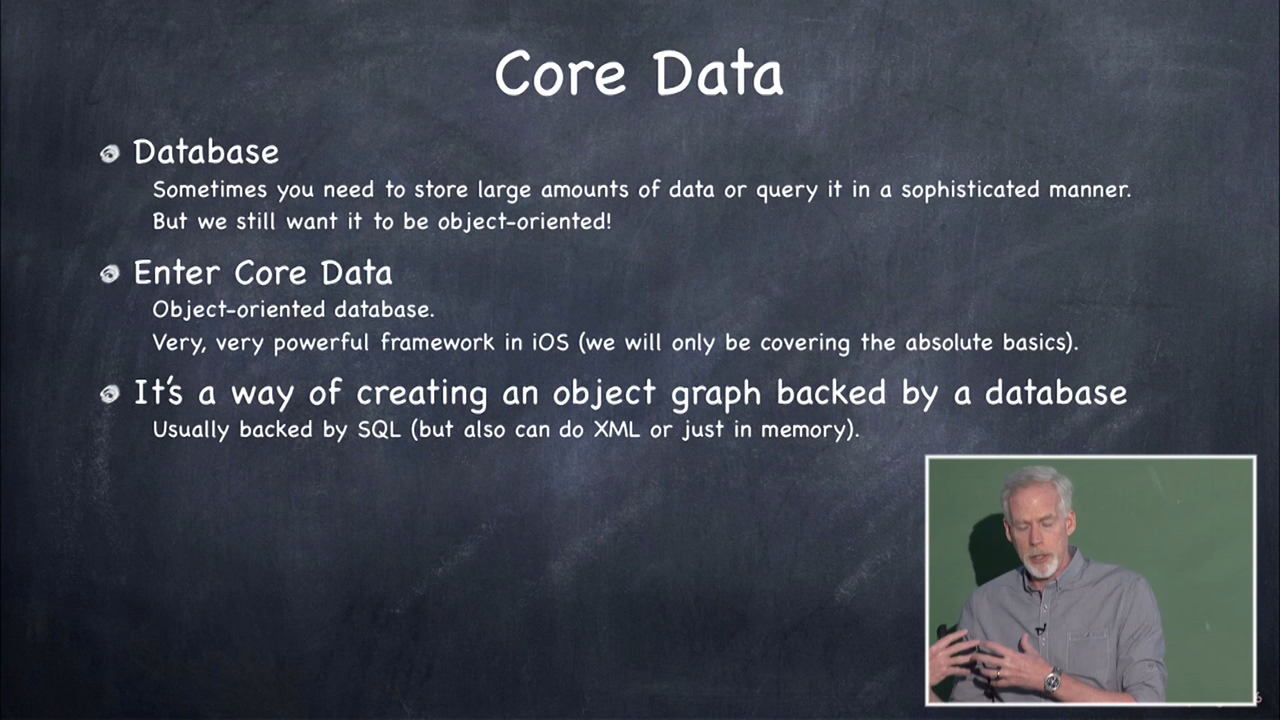 Core Data
Database
Sometimes you need to store large amounts of data or query it in a sophisticated manner.
But we still want it to be object-oriented!
Enter Core Data
Object-oriented database.
Very, very powerful framework in iOS (we will only be covering the absolute basics).
It's a way of creating an object graph backed by a database
Usually backed by SQL (but also can do XML or just in memory).